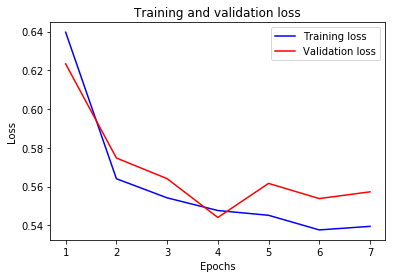 Training and validation loss
Training loss
Validation loss
Loss
0.64
0.62
0.60
0.58
0.56
0.54
1 2 3 4 5 6 7
Epochs